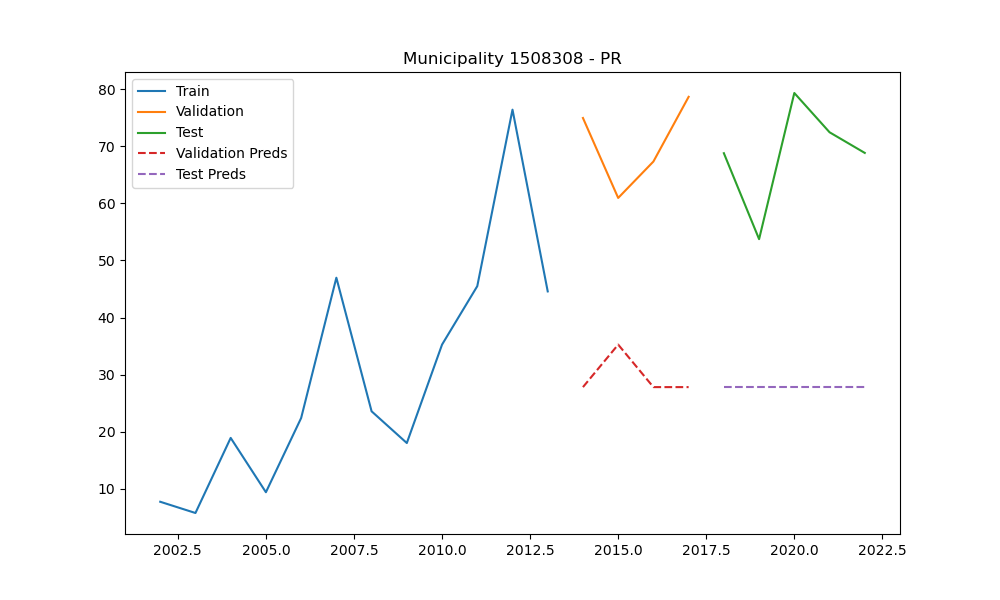 Municipality 1508308 - PR
Train
Validation
Test
Validation Preds
Test Preds
80
70
60
50
40
30
20
10
2002.5 2005.0 2007.5 2010.0 2012.5 2015.0 2017.5 2020.0 2022.5